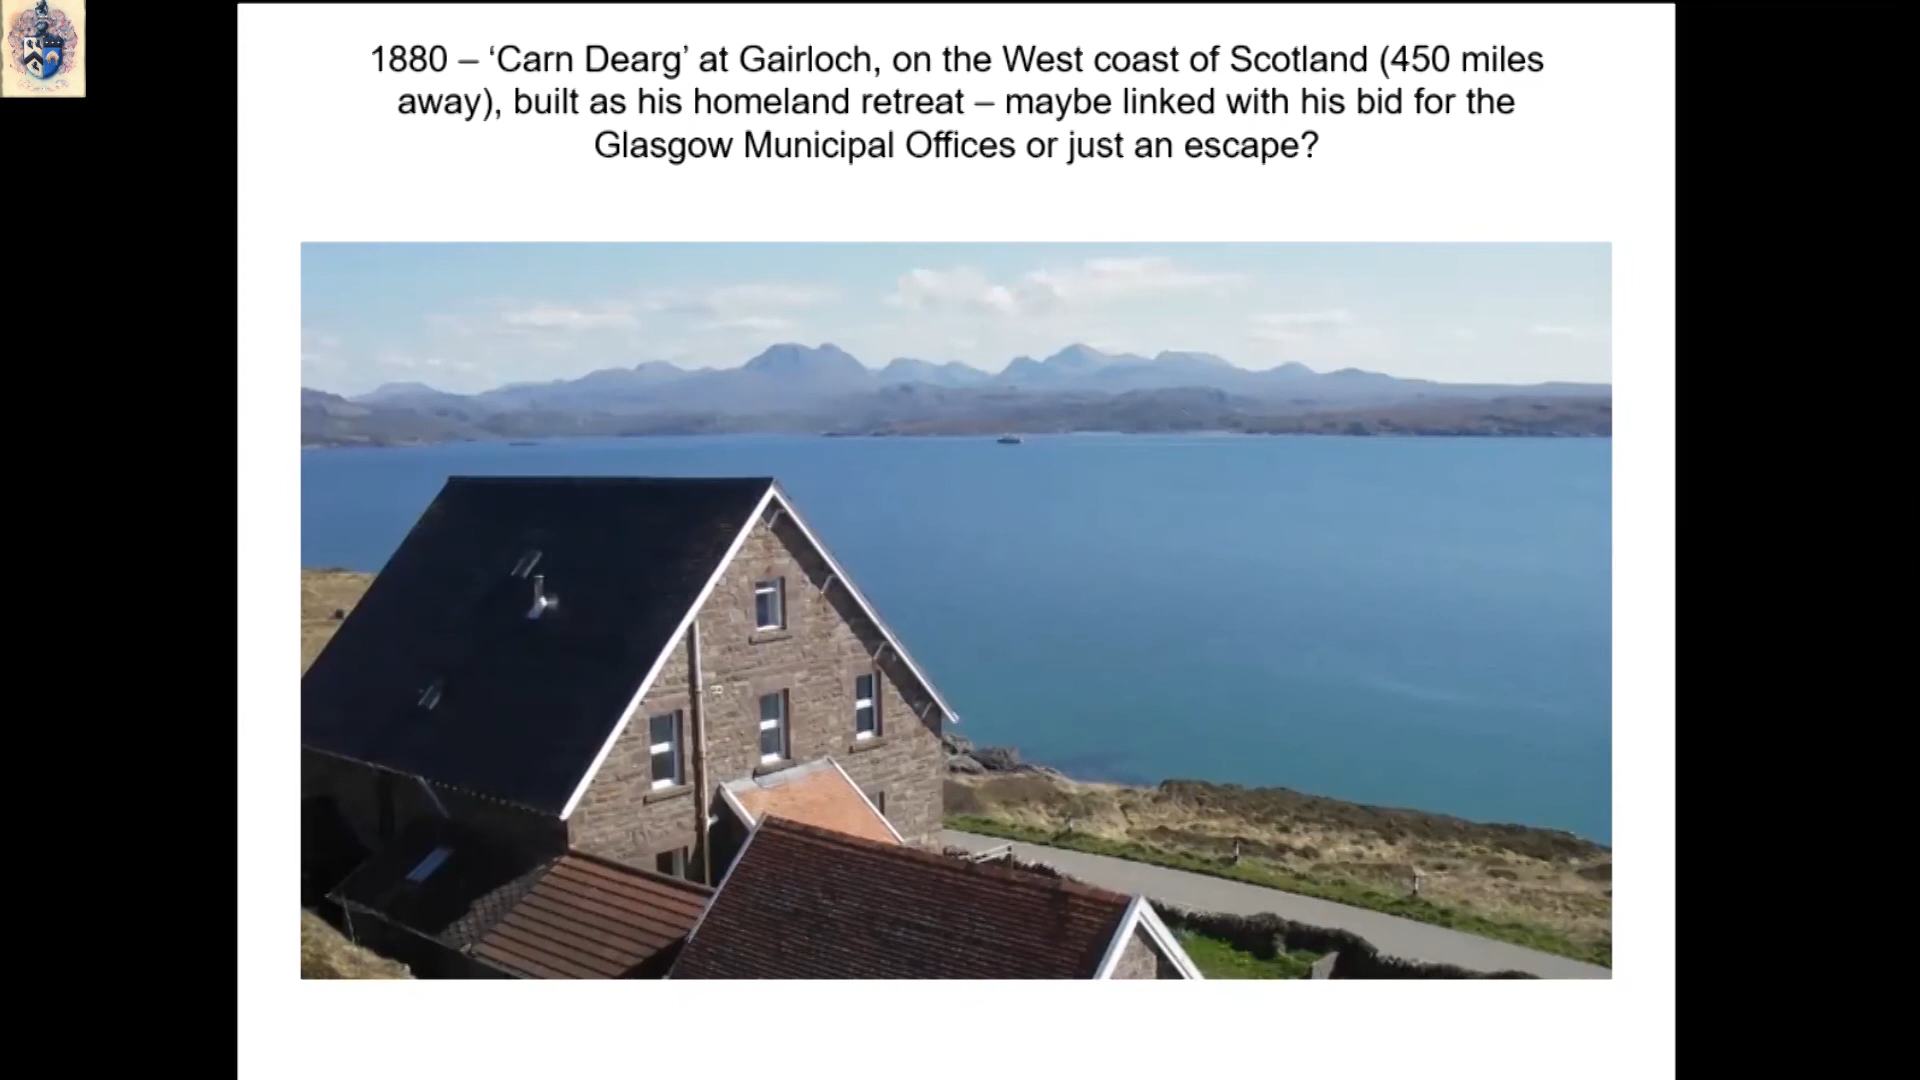 1880 – ‘Carn Dearg’ at Gairloch, on the West coast of Scotland (450 miles
away), built as his homeland retreat – maybe linked with his bid for the
Glasgow Municipal Offices or just an escape?